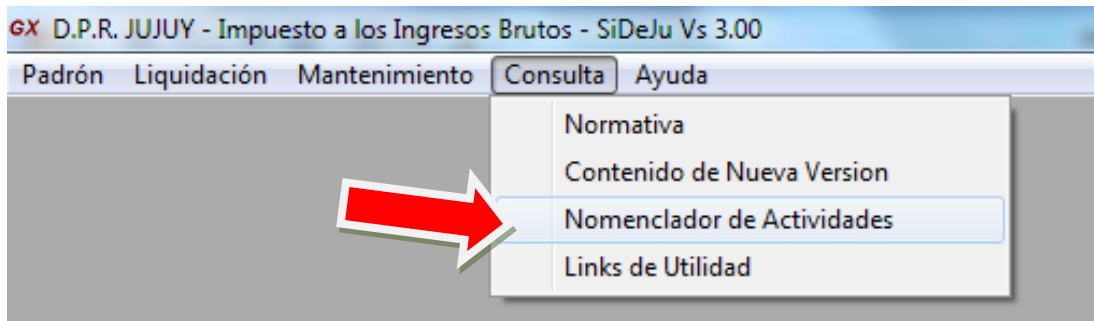 GX D.P.R. JUJUY - Impuesto a los Ingresos Brutos - SiDeJu Vs 3.00
Padrón Liquidación Mantenimiento Consulta Ayuda
Normativa
Contenido de Nueva Version
Nomenclador de Actividades
Links de Utilidad